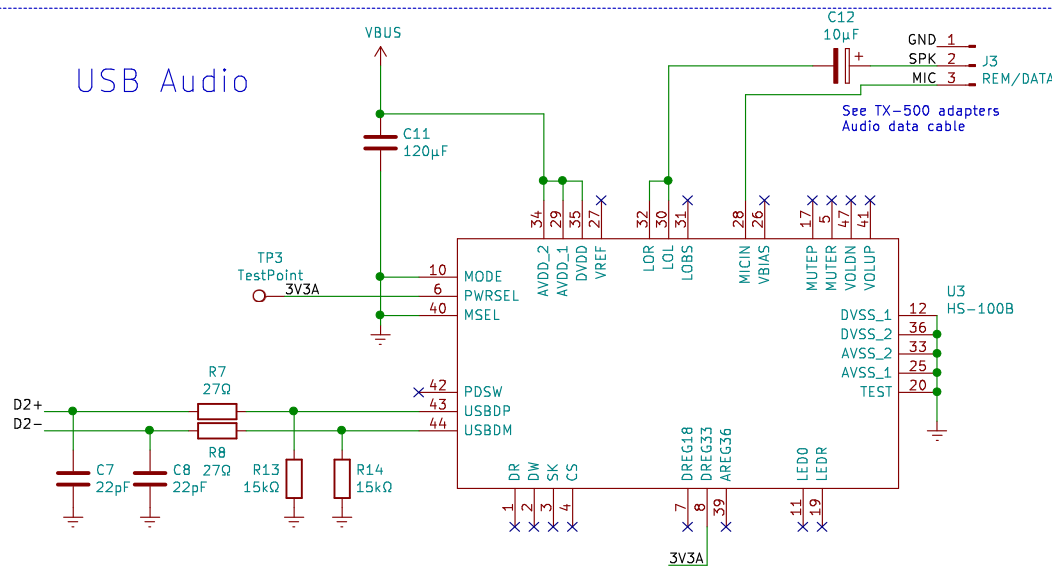 USB Audio
VBUS
C11
120µF
C12
10µF
+
GND 1
SPK 2
MIC 3
J3
REM/DATA
See TX-500 adapters
Audio data cable
34
29
35
27
32
30
31
28
26
17
5
47
41
AVDD_2
AVDD_1
DVDD
VREF
LOR
LOL
LOBS
MICIN
VBIAS
MUTEP
MUTER
VOLDN
VOLUP
TP3
TestPoint
3V3A
10 MODE
6 PWRSEL
40 MSEL
U3
HS-100B
DVSS_1 12
DVSS_2 36
AVSS_2 33
AVSS_1 25
TEST 20
42 PDSW
43 USBDP
44 USBDM
D2+
D2-
R7
27Ω
R8
27Ω
C7
22pF
C8
22pF
R13
15kΩ
R14
15kΩ
DR
DW
SK
CS
DREG18
DREG33
AREG36
LEDO
LEDR
1
2
3
4
7
8
39
11
19
3V3A